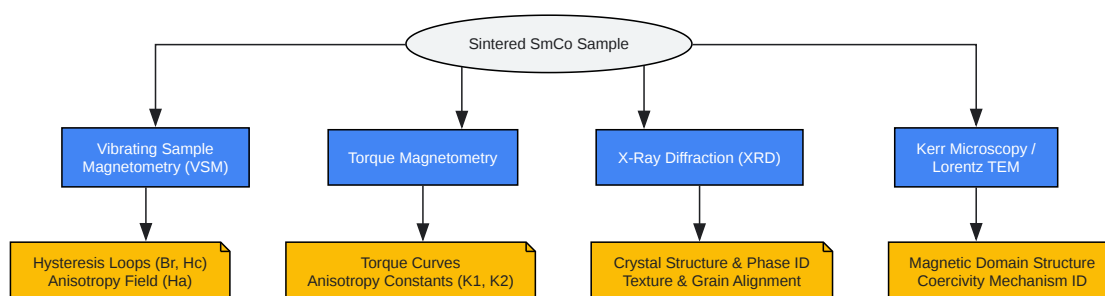 Sintered SmCo Sample
Vibrating Sample
Magnetometry (VSM)
Torque Magnetometry
X-Ray Diffraction (XRD)
Kerr Microscopy /
Lorentz TEM
Hysteresis Loops (Br, Hc)
Anisotropy Field (Ha)
Torque Curves
Anisotropy Constants (K1, K2)
Crystal Structure & Phase ID
Texture & Grain Alignment
Magnetic Domain Structure
Coercivity Mechanism ID